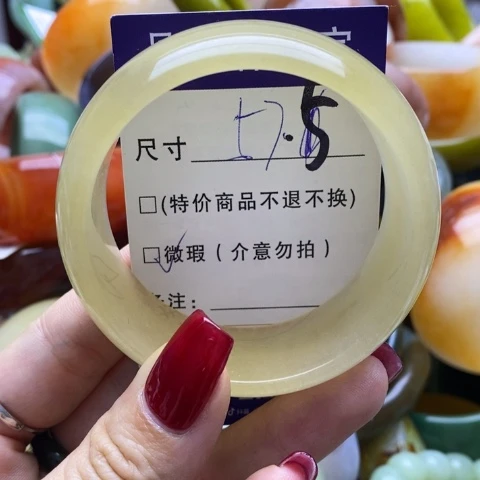 尺寸 57.5
□(特价商品不退不换)
□微瑕(介意勿拍)
注: